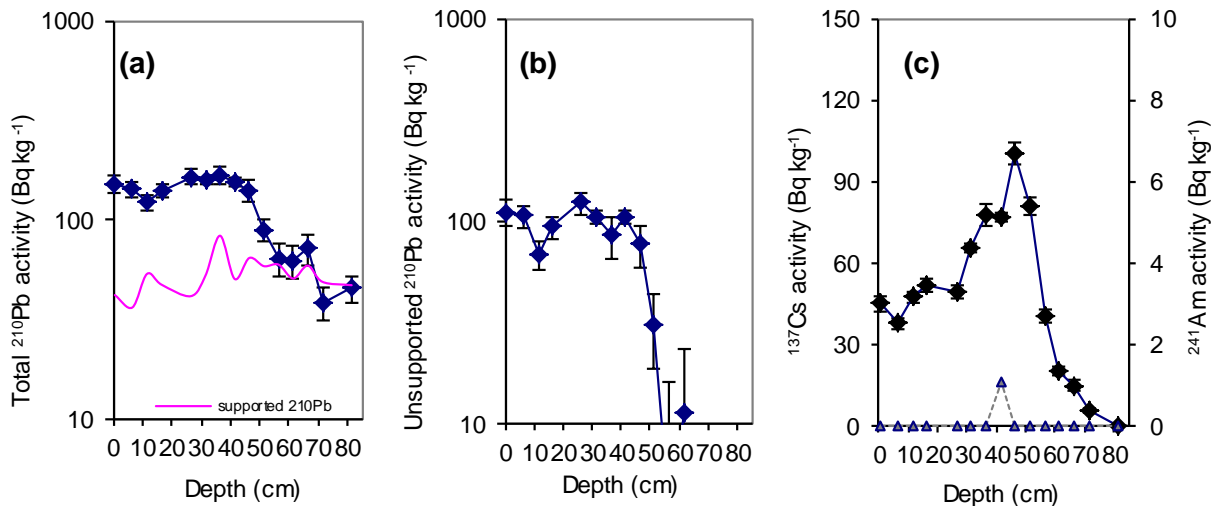 (a)
Total ²¹⁰Pb activity (Bq kg⁻¹)
1000
100
10
supported 210Pb
0 10 20 30 40 50 60 70 80
Depth (cm)
(b)
Unsupported ²¹⁰Pb activity (Bq kg⁻¹)
1000
100
10
0 10 20 30 40 50 60 70 80
Depth (cm)
(c)
¹³⁷Cs activity (Bq kg⁻¹)
150
120
90
60
30
0
10
8
6
4
2
0
²⁴¹Am activity (Bq kg⁻¹)
0 10 20 30 40 50 60 70 80
Depth (cm)